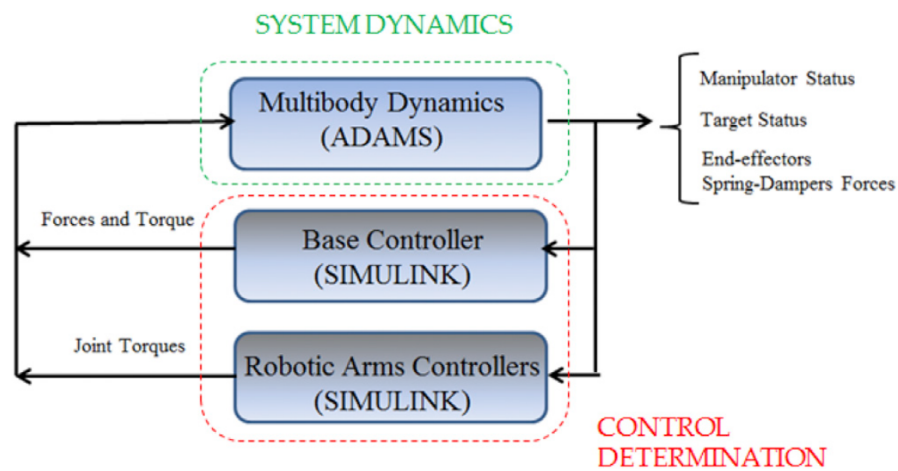 SYSTEM DYNAMICS
Multibody Dynamics
(ADAMS)
Manipulator Status
Target Status
End-effectors
Spring-Dampers Forces
Forces and Torque
Base Controller
(SIMULINK)
Joint Torques
Robotic Arms Controllers
(SIMULINK)
CONTROL
DETERMINATION